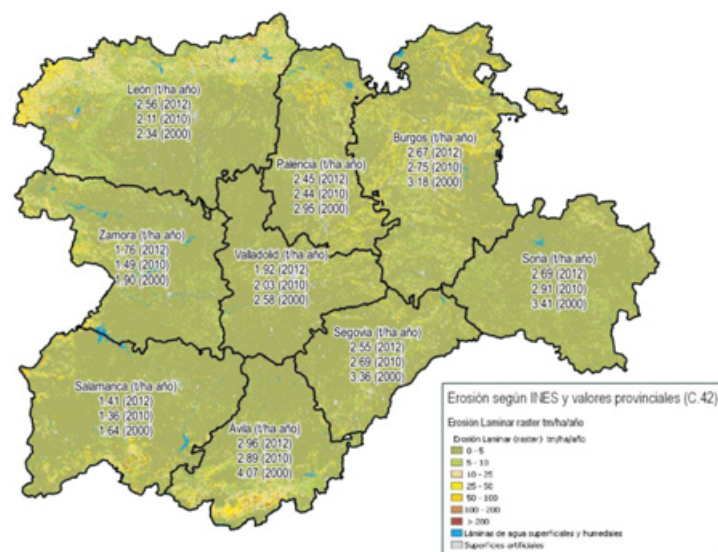 León (t/ha año)
2.56 (2012)
2.11 (2010)
2.34 (2000)
Palencia (t/ha año)
2.45 (2012)
2.44 (2010)
2.95 (2000)
Burgos (t/ha año)
2.67 (2012)
2.75 (2010)
3.18 (2000)
Zamora (t/ha año)
1.76 (2012)
1.49 (2010)
1.90 (2000)
Valladolid (t/ha año)
1.92 (2012)
2.03 (2010)
2.58 (2000)
Soria (t/ha año)
2.69 (2012)
2.91 (2010)
3.41 (2000)
Segovia (t/ha año)
2.55 (2012)
2.69 (2010)
3.36 (2000)
Salamanca (t/ha año)
1.41 (2012)
1.36 (2010)
1.64 (2000)
Ávila (t/ha año)
2.96 (2012)
2.89 (2010)
4.07 (2000)
Erosión según INES y valores provinciales (C.42)
Erosión Laminar raster tm/ha/año
Erosión Laminar (raster) tm/ha/año
0 - 5
5 - 10
10 - 25
25 - 50
50 - 100
100 - 200
> 200
Láminas de agua superficiales y humedales
Superficies artificiales